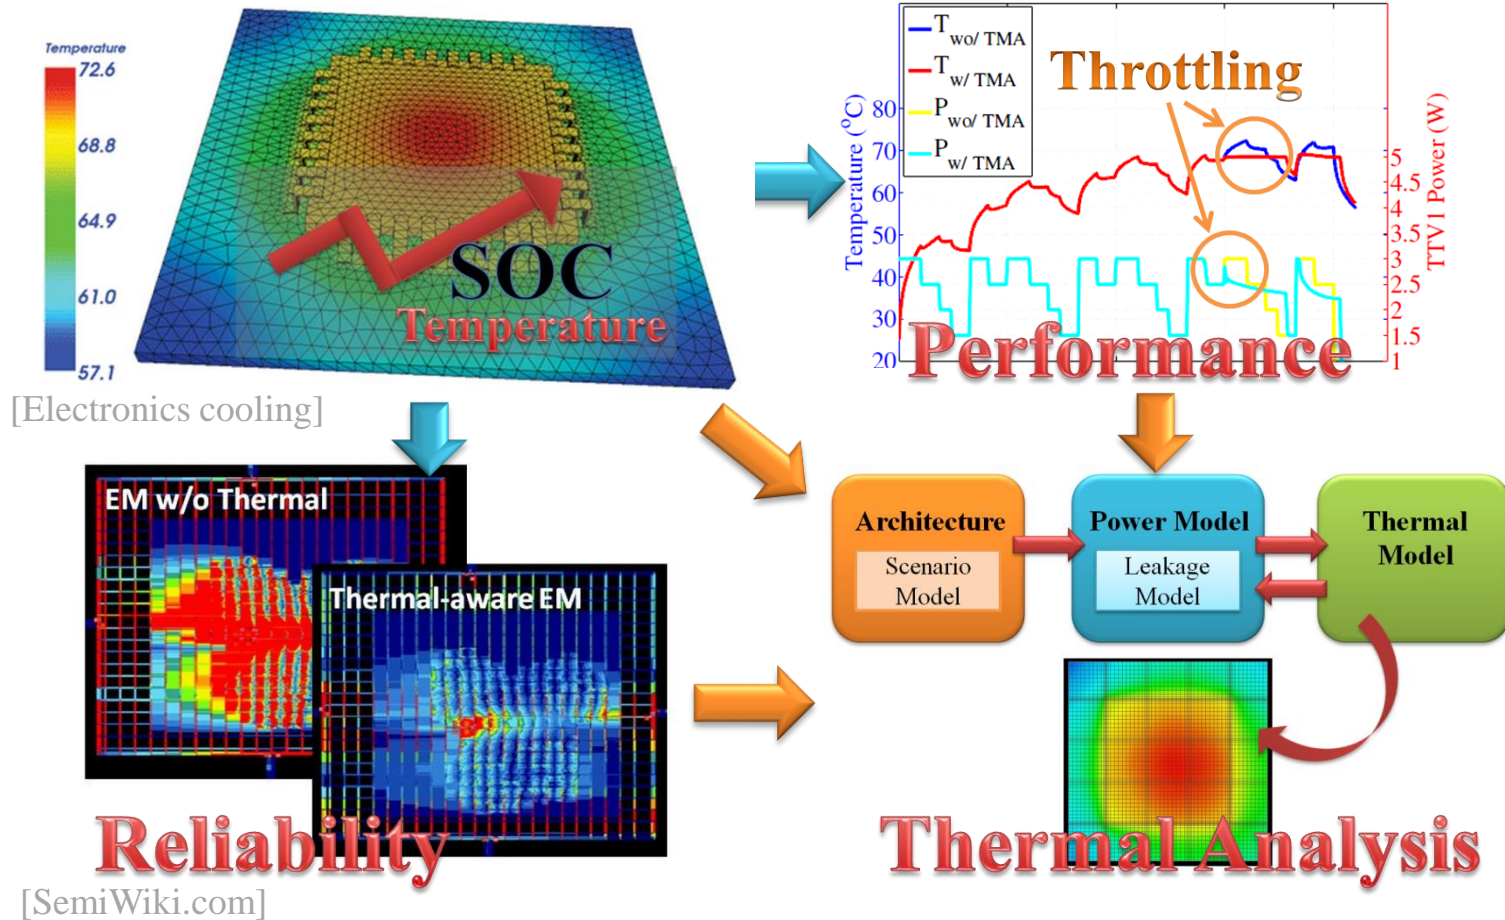 Temperature
72.6
68.8
64.9
61.0
57.1
SOC
Temperature
[Electronics cooling]
T wo/ TMA
T w/ TMA
P wo/ TMA
P w/ TMA
Throttling
Temperature (°C)
80
70
60
50
40
30
20
TTV1 Power (W)
5
4.5
4
3.5
3
2.5
2
1.5
1
Performance
EM w/o Thermal
Thermal-aware EM
Reliability
[SemiWiki.com]
Architecture
Scenario
Model
Power Model
Leakage
Model
Thermal
Model
Thermal Analysis